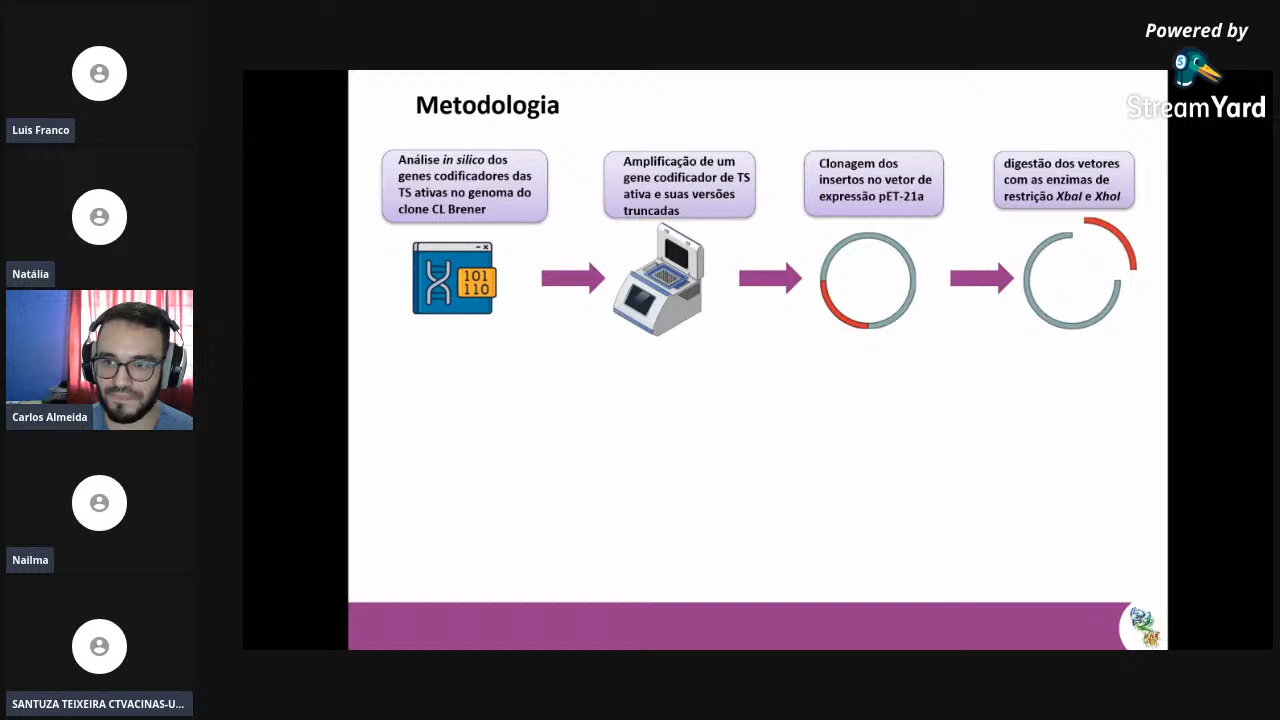 Powered by
StreamYard
Metodologia
Análise in silico dos
genes codificadores das
TS ativas no genoma do
clone CL Brener
Amplificação de um
gene codificador de TS
ativa e suas versões
truncadas
Clonagem dos
insertos no vetor de
expressão pET-21a
digestão dos vetores
com as enzimas de
restrição XbaI e XhoI
101
110
Luis Franco
Natália
Carlos Almeida
Nailma
SANTUZA TEIXEIRA CTVACINAS-U...